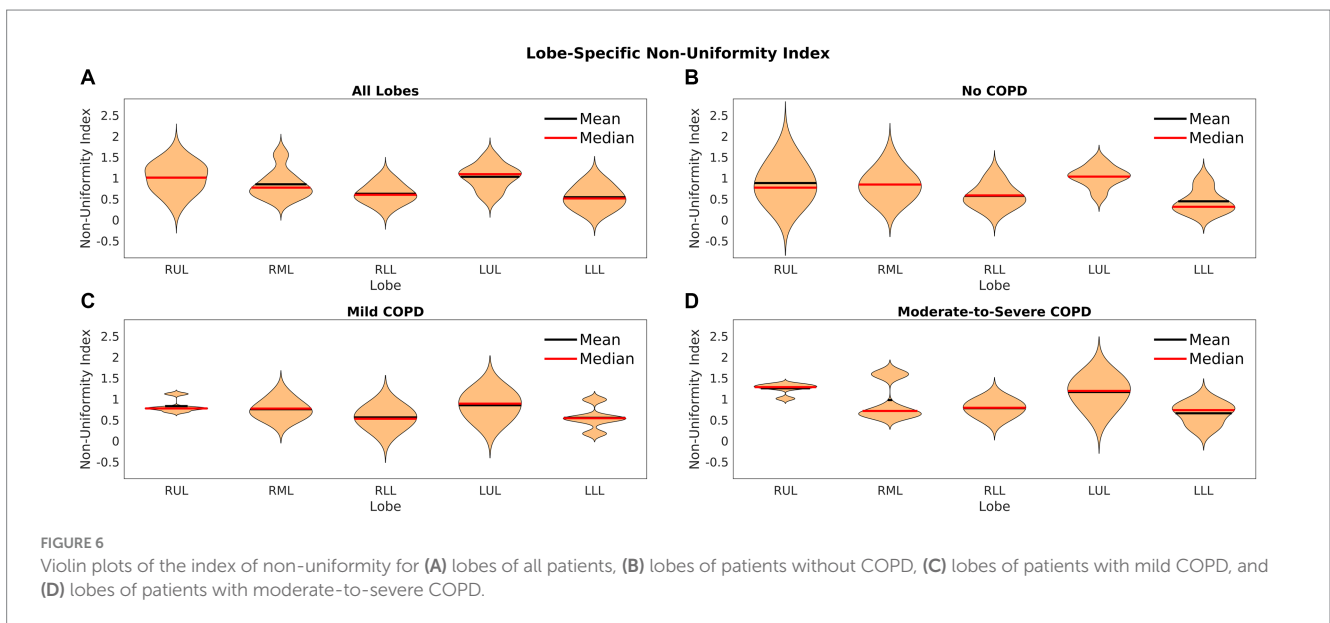 Lobe-Specific Non-Uniformity Index
A
All Lobes
Non-Uniformity Index
2.5
2
1.5
1
0.5
0
-0.5
Mean
Median
RUL RML RLL LUL LLL
Lobe
B
No COPD
Non-Uniformity Index
2.5
2
1.5
1
0.5
0
-0.5
Mean
Median
RUL RML RLL LUL LLL
Lobe
C
Mild COPD
Non-Uniformity Index
2.5
2
1.5
1
0.5
0
-0.5
Mean
Median
RUL RML RLL LUL LLL
Lobe
D
Moderate-to-Severe COPD
Non-Uniformity Index
2.5
2
1.5
1
0.5
0
-0.5
Mean
Median
RUL RML RLL LUL LLL
Lobe
FIGURE 6
Violin plots of the index of non-uniformity for (A) lobes of all patients, (B) lobes of patients without COPD, (C) lobes of patients with mild COPD, and
(D) lobes of patients with moderate-to-severe COPD.